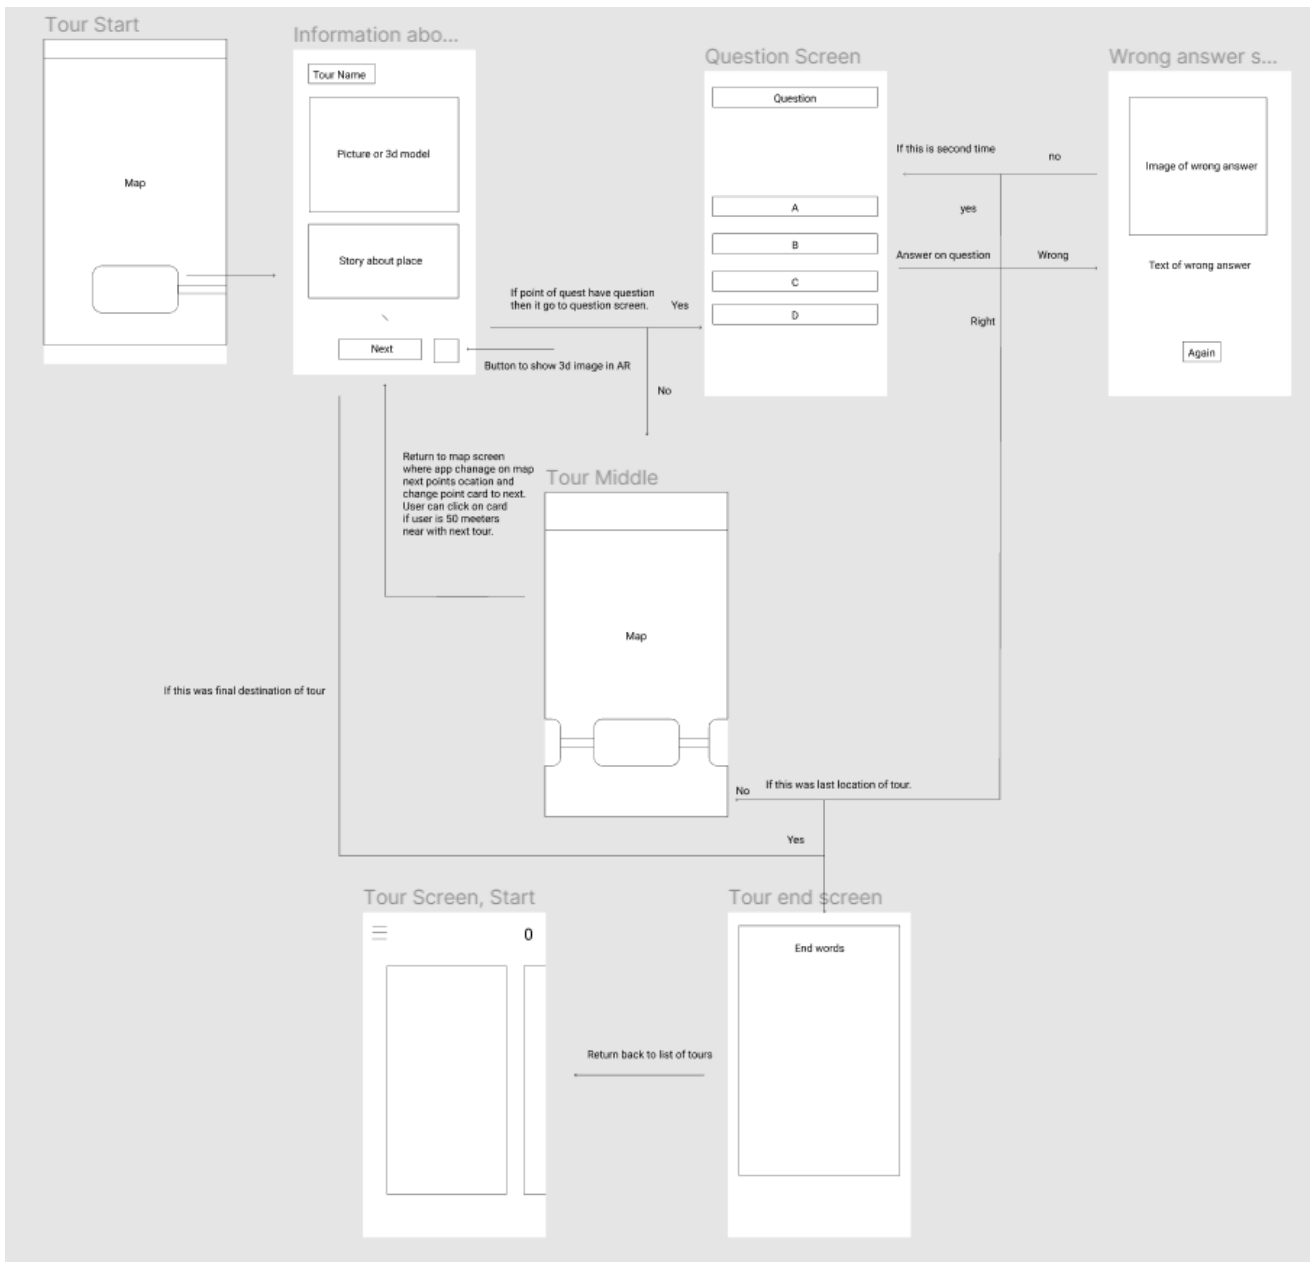 Tour Start
Map
Information abo...
Tour Name
Picture or 3d model
Story about place
Next
Button to show 3d image in AR
If point of quest have question
then it go to question screen.
Yes
No
Question Screen
Question
A
B
C
D
If this is second time
no
yes
Answer on question
Wrong
Right
Wrong answer s...
Image of wrong answer
Text of wrong answer
Again
Return to map screen
where app chanage on map
next points ocation and
change point card to next.
User can click on card
if user is 50 meeters
near with next tour.
Tour Middle
Map
If this was final destination of tour
No
If this was last location of tour.
Yes
Tour Screen, Start
0
Tour end screen
End words
Return back to list of tours